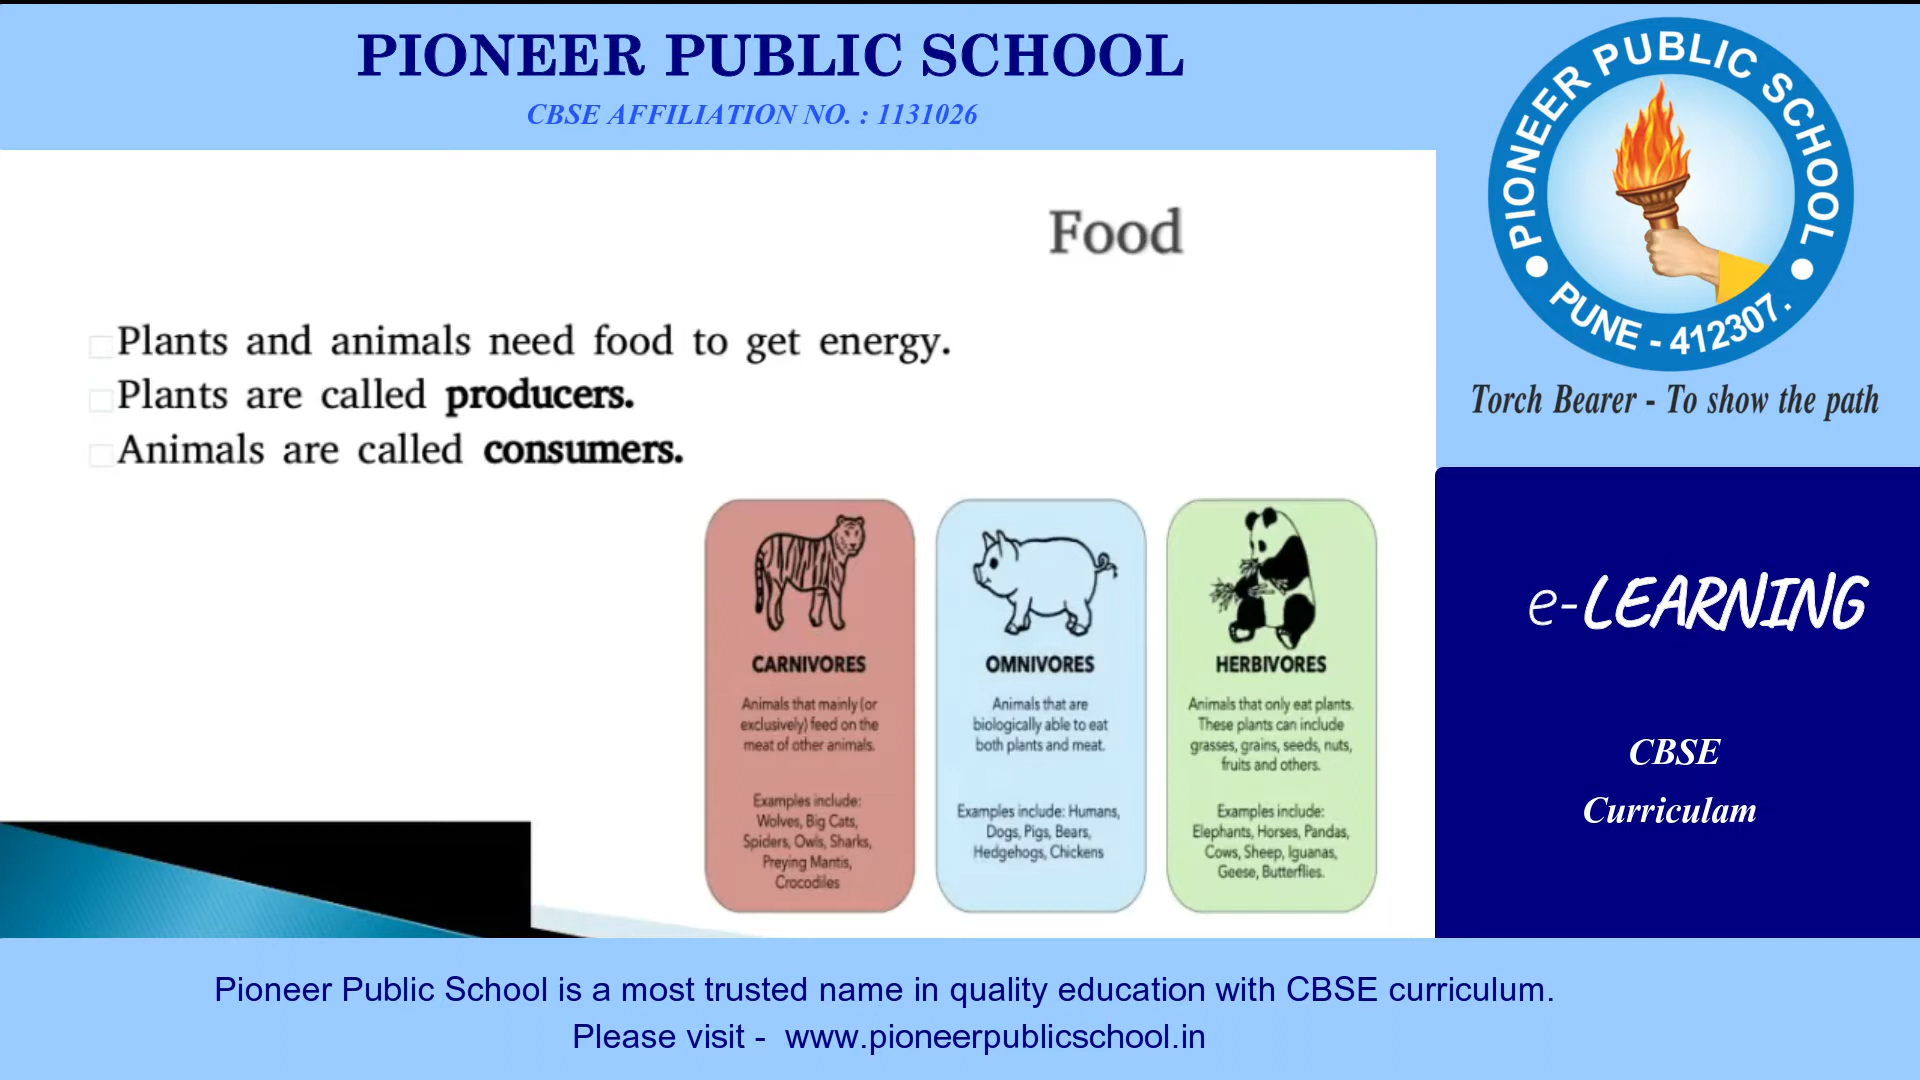 PIONEER PUBLIC SCHOOL
CBSE AFFILIATION NO. : 1131026
PIONEER PUBLIC SCHOOL
PUNE - 412307.
Torch Bearer - To show the path
Food
Plants and animals need food to get energy.
Plants are called producers.
Animals are called consumers.
CARNIVORES
Animals that mainly (or
exclusively) feed on the
meat of other animals.
Examples include:
Wolves, Big Cats,
Spiders, Owls, Sharks,
Preying Mantis,
Crocodiles
OMNIVORES
Animals that are
biologically able to eat
both plants and meat.
Examples include: Humans,
Dogs, Pigs, Bears,
Hedgehogs, Chickens
HERBIVORES
Animals that only eat plants.
These plants can include
grasses, grains, seeds, nuts,
fruits and others.
Examples include:
Elephants, Horses, Pandas,
Cows, Sheep, Iguanas,
Geese, Butterflies.
e-LEARNING
CBSE
Curriculam
Pioneer Public School is a most trusted name in quality education with CBSE curriculum.
Please visit - www.pioneerpublicschool.in